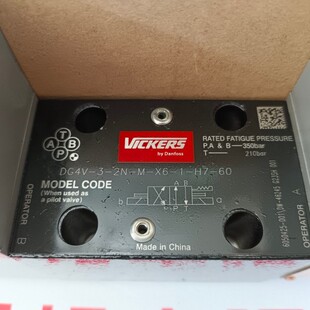 T
A B
P
VICKERS
by Danfoss
RATED FATIGUE PRESSURE
P,A & B—350bar
T—— 210bar
DG4V-3-2N-M-X6-I-H7-60
MODEL CODE
(When used as
a pilot valve)
A B
b a
P T
Made in China
OPERATOR B
OPERATOR A